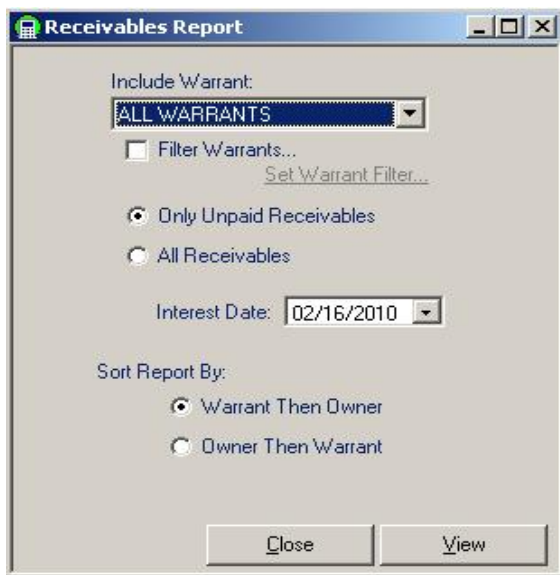 Receivables Report
Include Warrant:
ALL WARRANTS
Filter Warrants...
Set Warrant Filter...
Only Unpaid Receivables
All Receivables
Interest Date: 02/16/2010
Sort Report By:
Warrant Then Owner
Owner Then Warrant
Close View